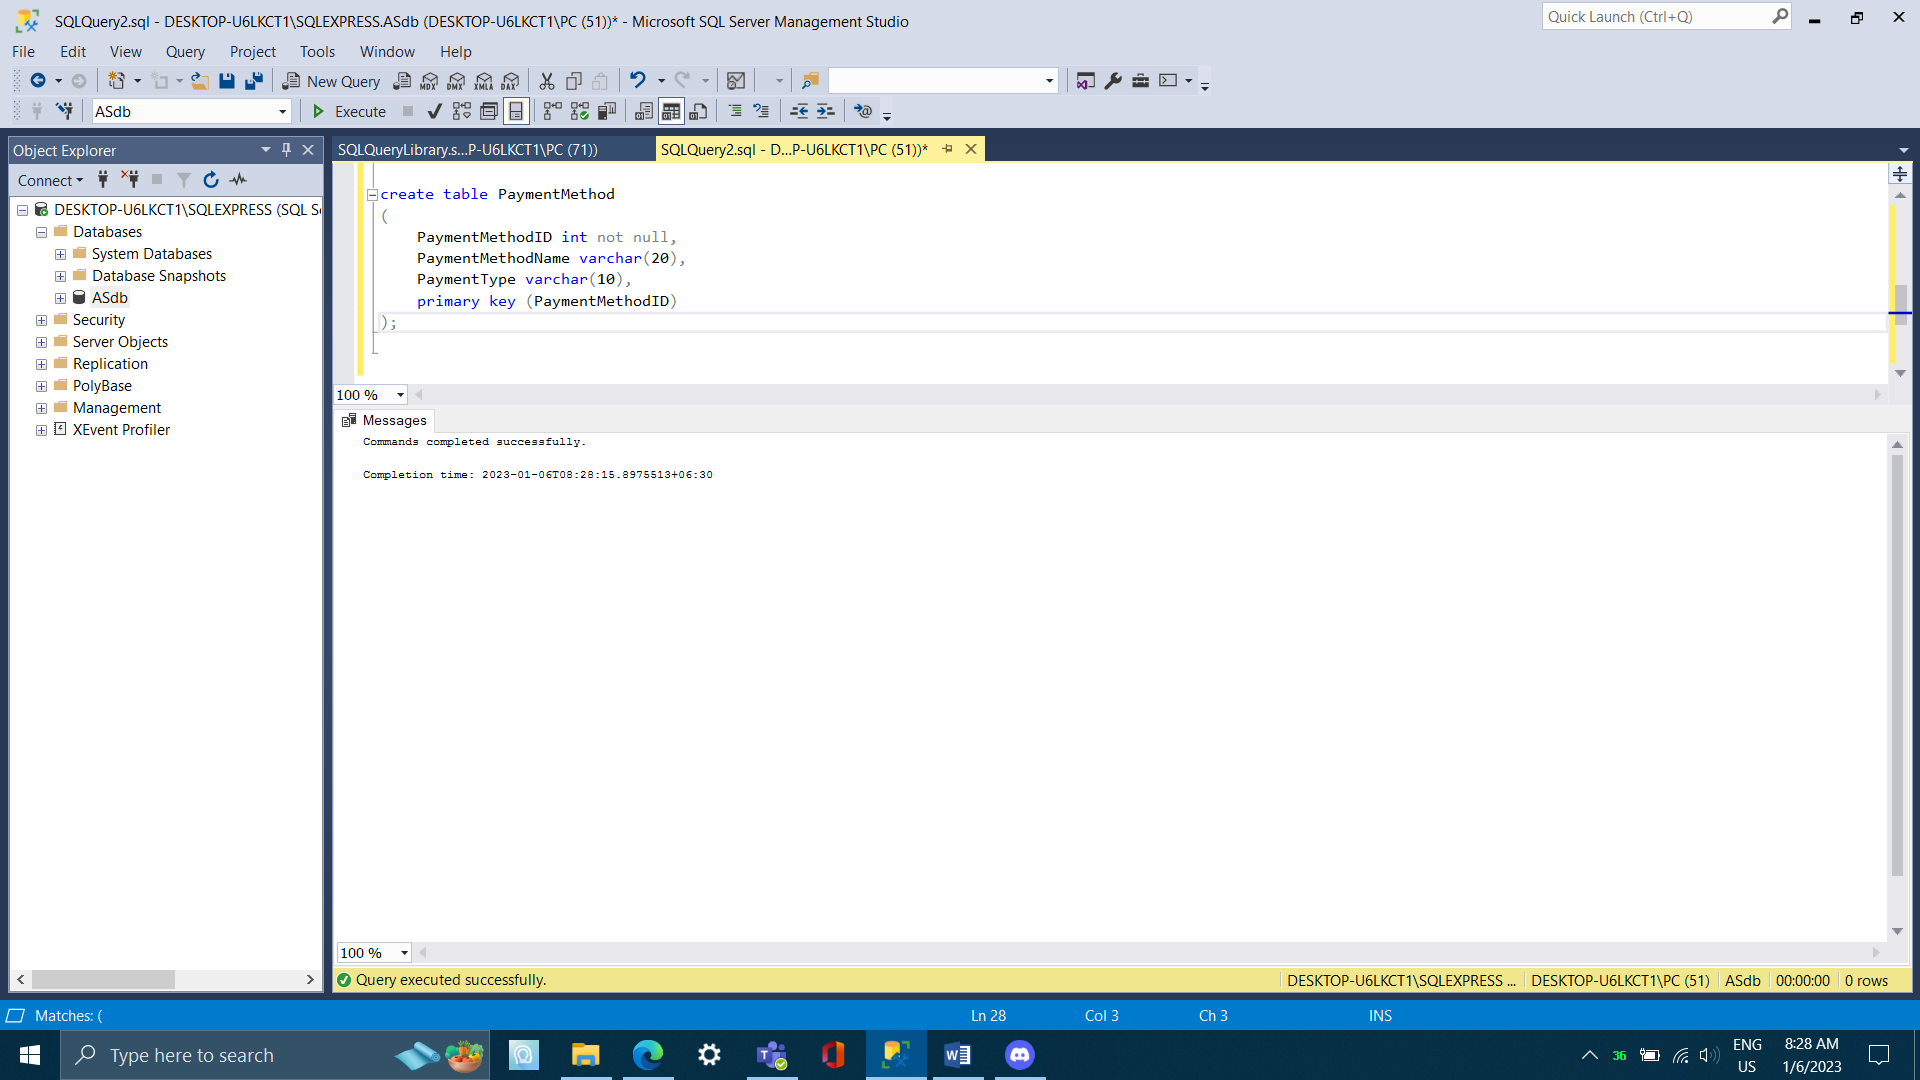 SQLQuery2.sql - DESKTOP-U6LKCT1\SQLEXPRESS.ASdb (DESKTOP-U6LKCT1\PC (51))* - Microsoft SQL Server Management Studio
Quick Launch (Ctrl+Q)
File Edit View Query Project Tools Window Help
New Query
MDX DMX XMLA DAX
ASdb
Execute
Object Explorer
SQLQueryLibrary.s...P-U6LKCT1\PC (71))
SQLQuery2.sql - D...P-U6LKCT1\PC (51))*
Connect
DESKTOP-U6LKCT1\SQLEXPRESS (SQL S
Databases
System Databases
Database Snapshots
ASdb
Security
Server Objects
Replication
PolyBase
Management
XEvent Profiler
create table PaymentMethod
(
PaymentMethodID int not null,
PaymentMethodName varchar(20),
PaymentType varchar(10),
primary key (PaymentMethodID)
);
100 %
Messages
Commands completed successfully.
Completion time: 2023-01-06T08:28:15.8975513+06:30
100 %
Query executed successfully.
DESKTOP-U6LKCT1\SQLEXPRESS ...
DESKTOP-U6LKCT1\PC (51)
ASdb
00:00:00
0 rows
Matches: (
Ln 28
Col 3
Ch 3
INS
Type here to search
36
ENG
US
8:28 AM
1/6/2023